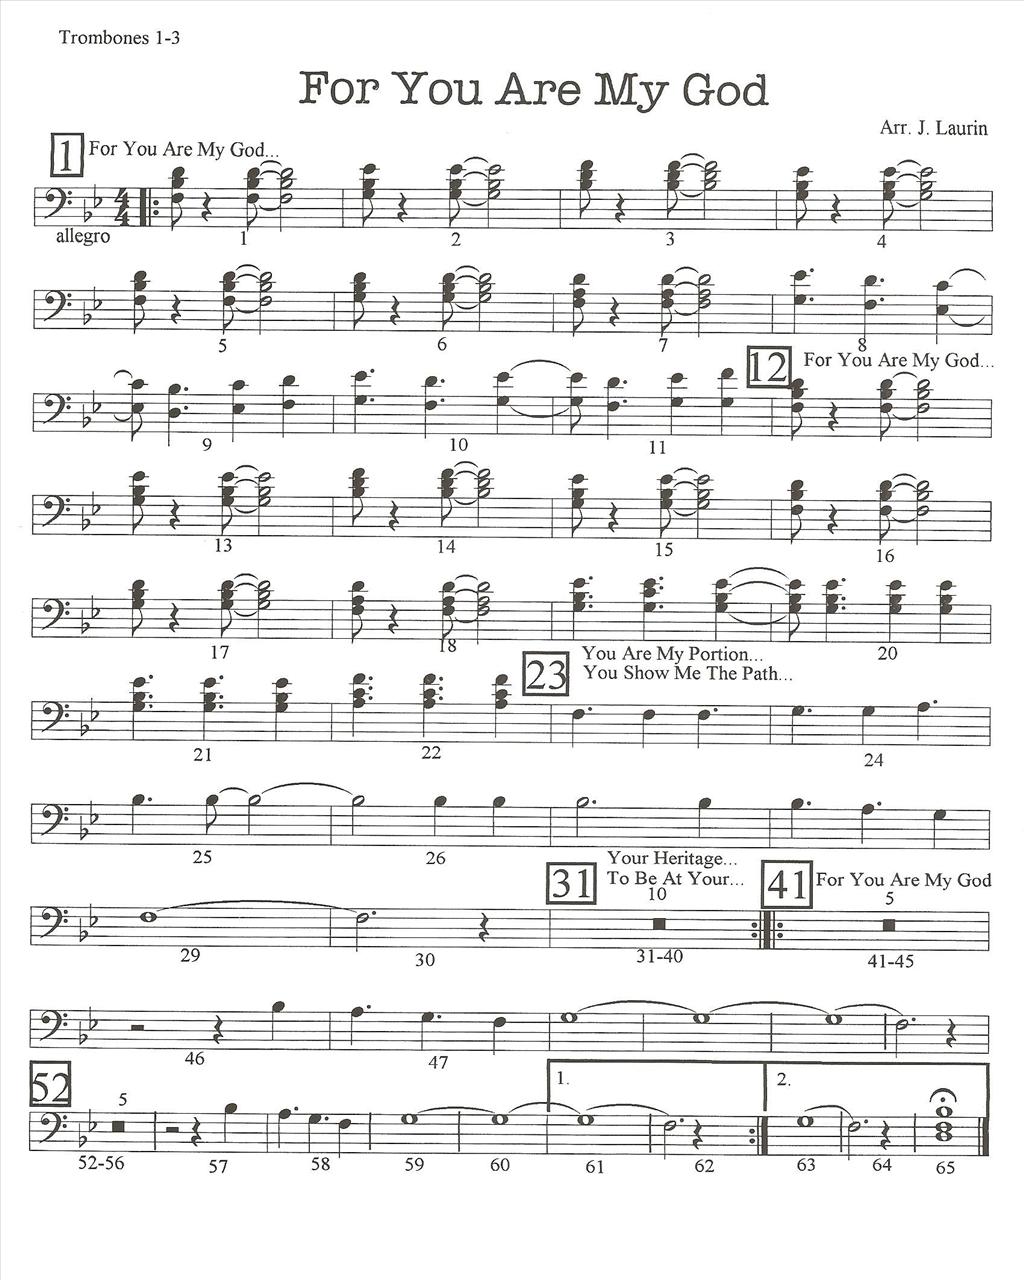 Trombones 1-3
For You Are My God
Arr. J. Laurin
1 For You Are My God...
allegro
1 2 3 4
5 6 7 8
12 For You Are My God...
9 10 11
13 14 15 16
17 18 20
23 You Are My Portion...
You Show Me The Path...
21 22 24
25 26
31 Your Heritage...
To Be At Your...
41 For You Are My God
10 5
29 30 31-40 41-45
46 47
52
5 1. 2.
52-56 57 58 59 60 61 62 63 64 65